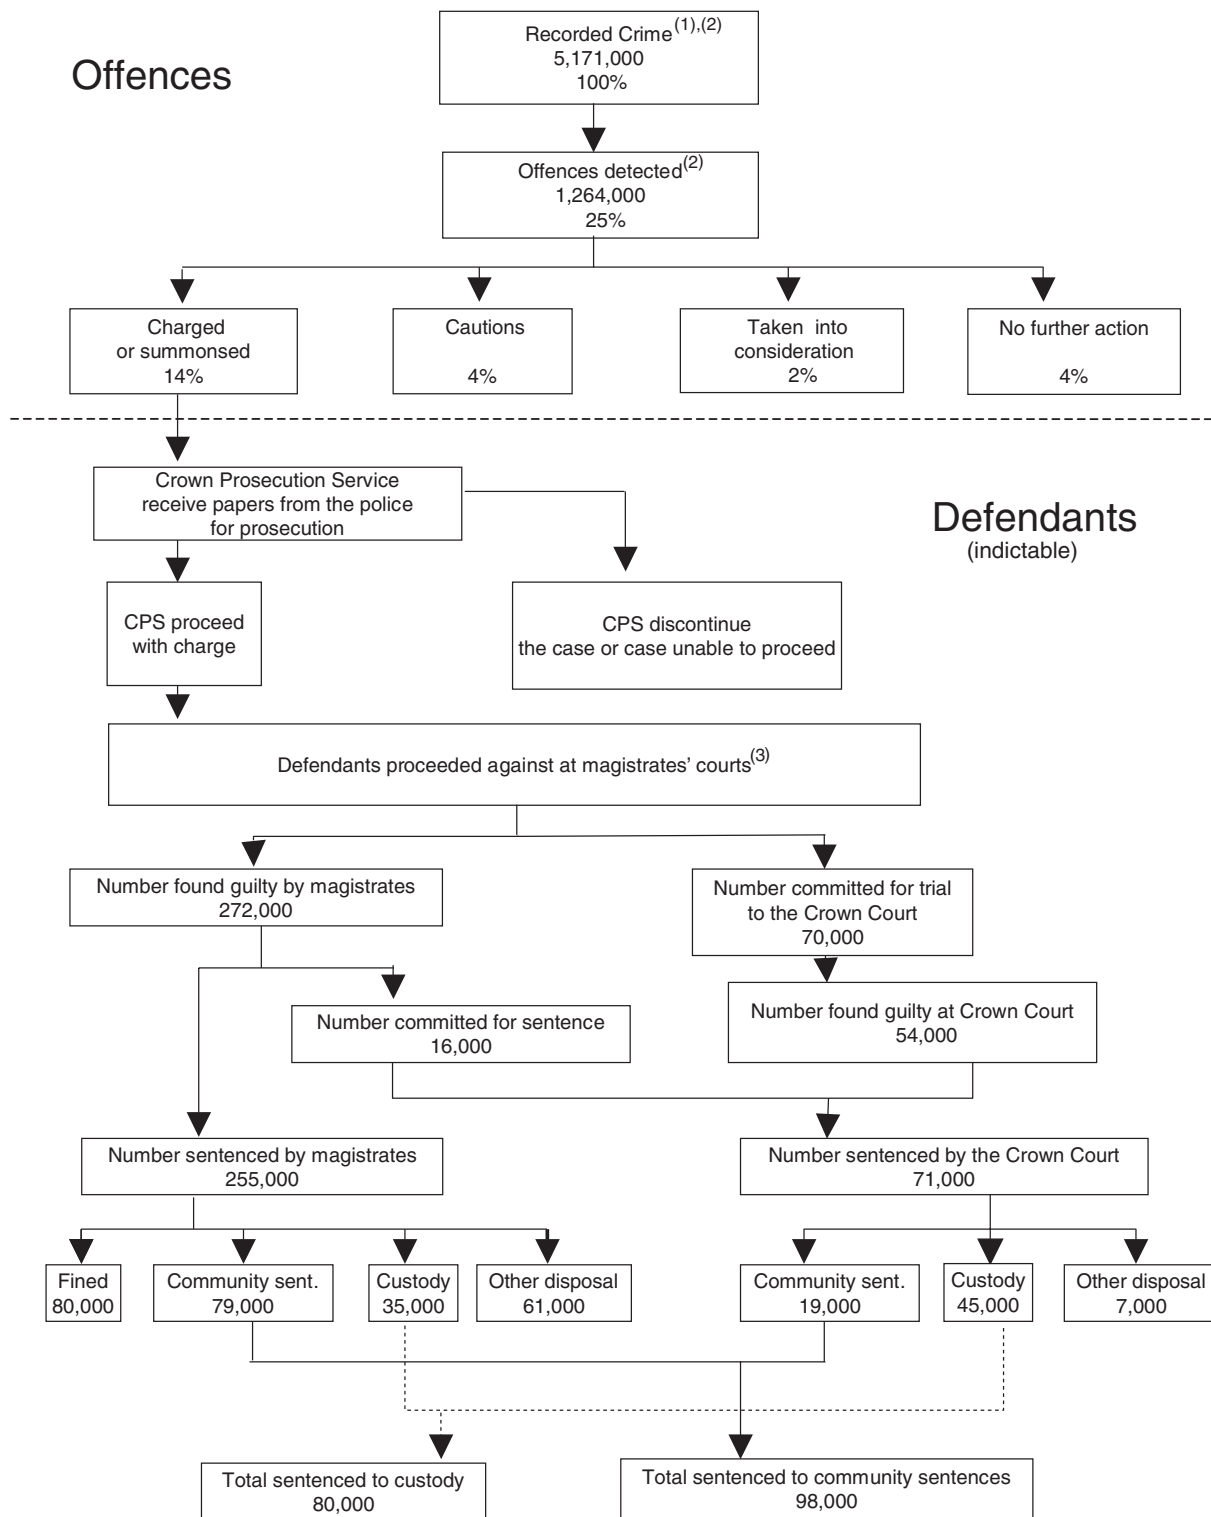 Offences
Recorded Crime(1),(2)
5,171,000
100%
Offences detected(2)
1,264,000
25%
Charged
or summonsed
14%
Cautions
4%
Taken into
consideration
2%
No further action
4%
Crown Prosecution Service
receive papers from the police
for prosecution
Defendants
(indictable)
CPS proceed
with charge
CPS discontinue
the case or case unable to proceed
Defendants proceeded against at magistrates’ courts(3)
Number found guilty by magistrates
272,000
Number committed for trial
to the Crown Court
70,000
Number committed for sentence
16,000
Number found guilty at Crown Court
54,000
Number sentenced by magistrates
255,000
Number sentenced by the Crown Court
71,000
Fined
80,000
Community sent.
79,000
Custody
35,000
Other disposal
61,000
Community sent.
19,000
Custody
45,000
Other disposal
7,000
Total sentenced to custody
80,000
Total sentenced to community sentences
98,000